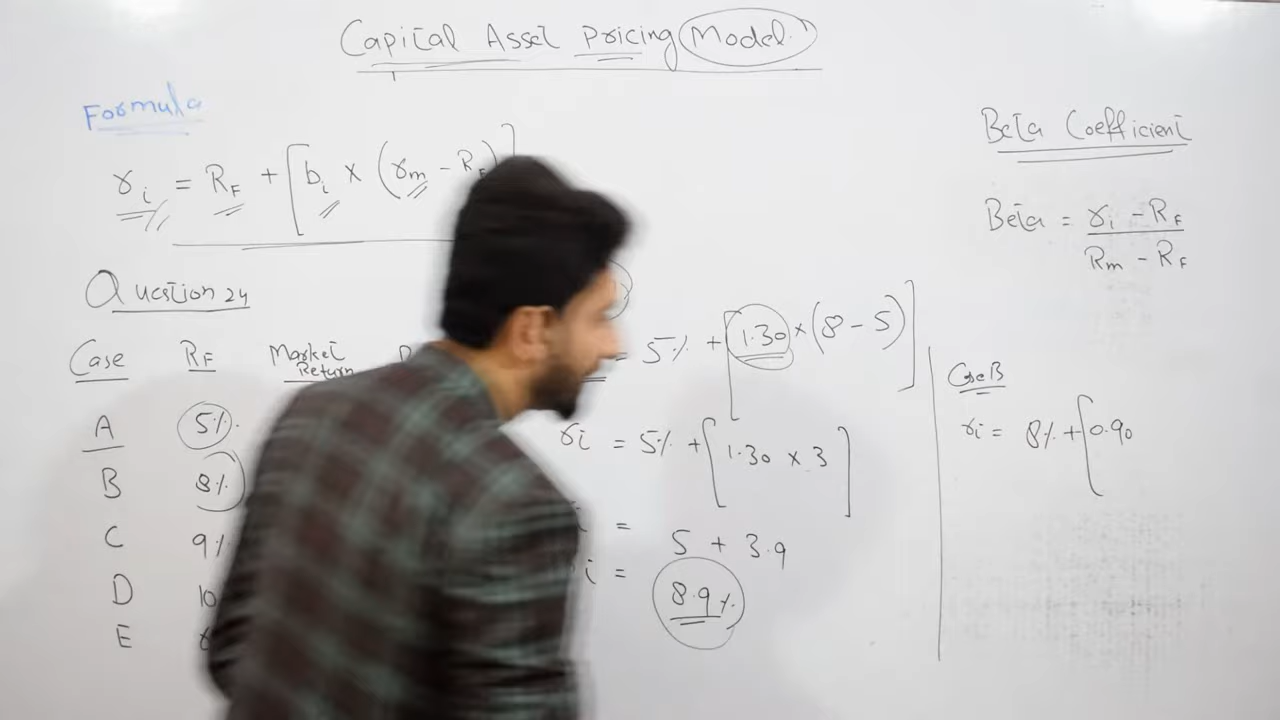 Capital Asset Pricing Model
Formula
ri = RF + [bi × (rm - RF)]
Question 24
Case RF Market Return
A 5%
B 8%
C 9%
D 10
E
= 5% + [1.30 × (8 - 5)]
ri = 5% + [1.30 × 3]
= 5 + 3.9
i = 8.9%
Beta Coefficient
Beta = ri - RF
Rm - RF
Case B
ri = 8% + [0.90